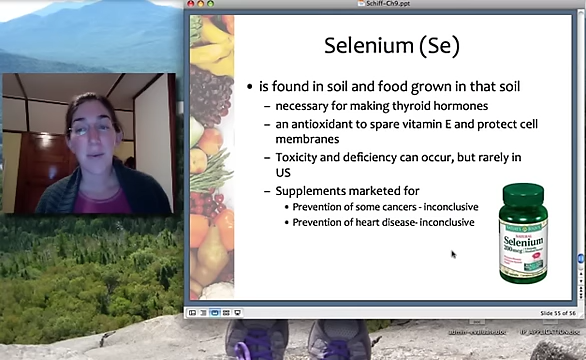 Schiff-Ch9.ppt
Selenium (Se)
• is found in soil and food grown in that soil
– necessary for making thyroid hormones
– an antioxidant to spare vitamin E and protect cell
membranes
– Toxicity and deficiency can occur, but rarely in
US
– Supplements marketed for
• Prevention of some cancers - inconclusive
• Prevention of heart disease- inconclusive
Selenium
200 mcg
Slide 55 of 56